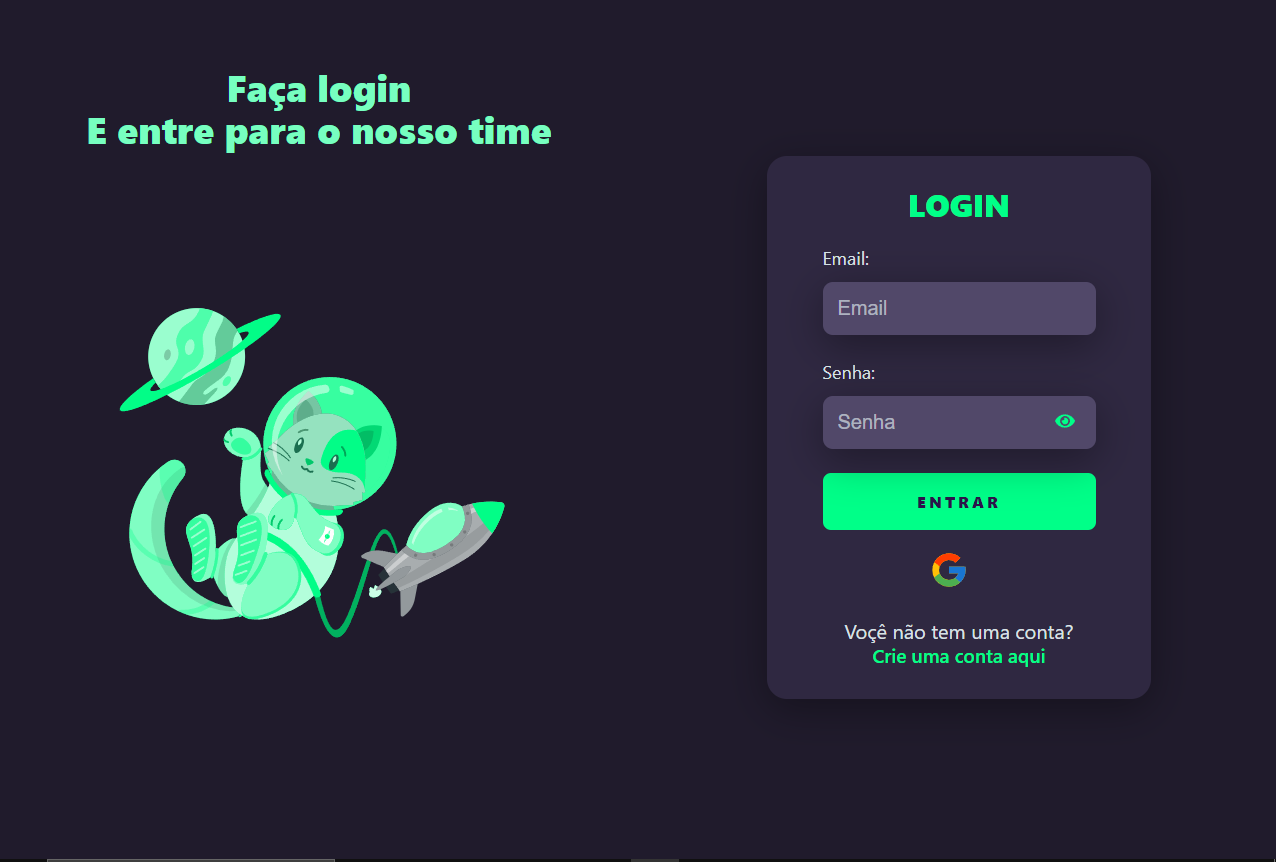 Faça login
E entre para o nosso time
LOGIN
Email:
Email
Senha:
Senha
ENTRAR
Voçê não tem uma conta?
Crie uma conta aqui